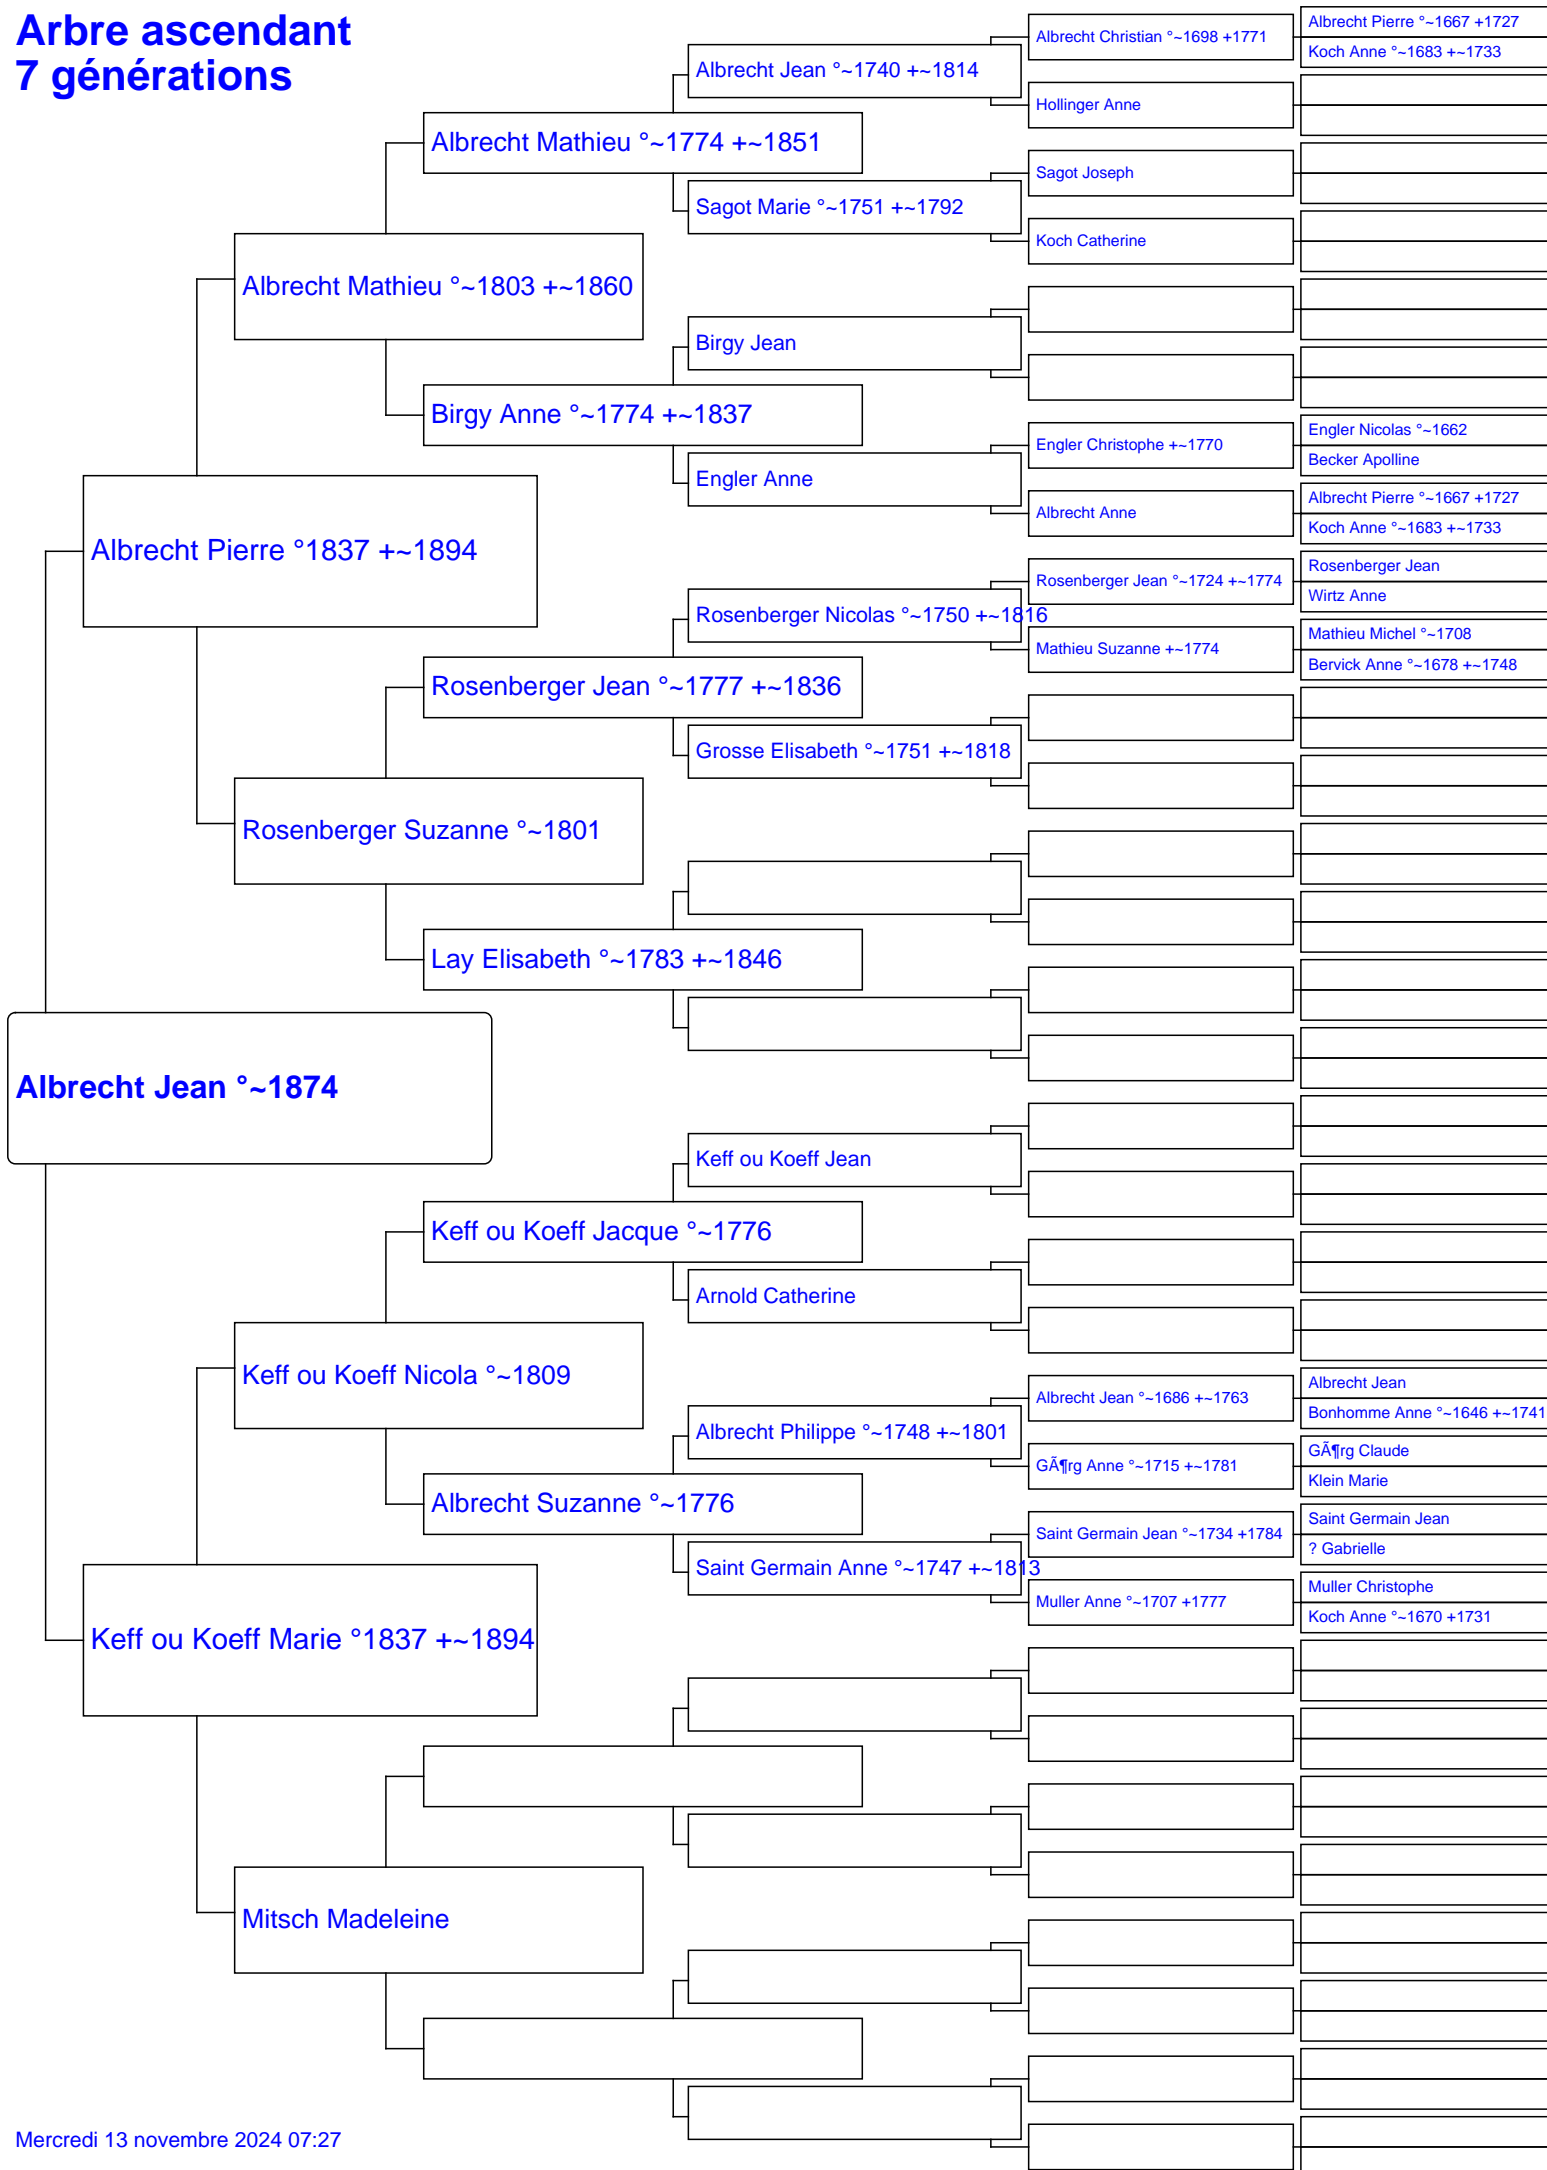 Arbre ascendant
7 générations
Albrecht Jean °~1874
Albrecht Pierre °1837 +~1894
Keff ou Koeff Marie °1837 +~1894
Albrecht Mathieu °~1803 +~1860
Rosenberger Suzanne °~1801
Keff ou Koeff Nicola °~1809
Mitsch Madeleine
Albrecht Mathieu °~1774 +~1851
Birgy Anne °~1774 +~1837
Rosenberger Jean °~1777 +~1836
Lay Elisabeth °~1783 +~1846
Keff ou Koeff Jacque °~1776
Albrecht Suzanne °~1776
Albrecht Jean °~1740 +~1814
Sagot Marie °~1751 +~1792
Birgy Jean
Engler Anne
Rosenberger Nicolas °~1750 +~1816
Grosse Elisabeth °~1751 +~1818
Keff ou Koeff Jean
Arnold Catherine
Albrecht Philippe °~1748 +~1801
Saint Germain Anne °~1747 +~1813
Albrecht Christian °~1698 +1771
Hollinger Anne
Sagot Joseph
Koch Catherine
Engler Christophe +~1770
Albrecht Anne
Rosenberger Jean °~1724 +~1774
Mathieu Suzanne +~1774
Albrecht Jean °~1686 +~1763
GÃ¶rg Anne °~1715 +~1781
Saint Germain Jean °~1734 +1784
Muller Anne °~1707 +1777
Albrecht Pierre °~1667 +1727
Koch Anne °~1683 +~1733
Engler Nicolas °~1662
Becker Apolline
Albrecht Pierre °~1667 +1727
Koch Anne °~1683 +~1733
Rosenberger Jean
Wirtz Anne
Mathieu Michel °~1708
Bervick Anne °~1678 +~1748
Albrecht Jean
Bonhomme Anne °~1646 +~1741
GÃ¶rg Claude
Klein Marie
Saint Germain Jean
? Gabrielle
Muller Christophe
Koch Anne °~1670 +1731
Mercredi 13 novembre 2024 07:27